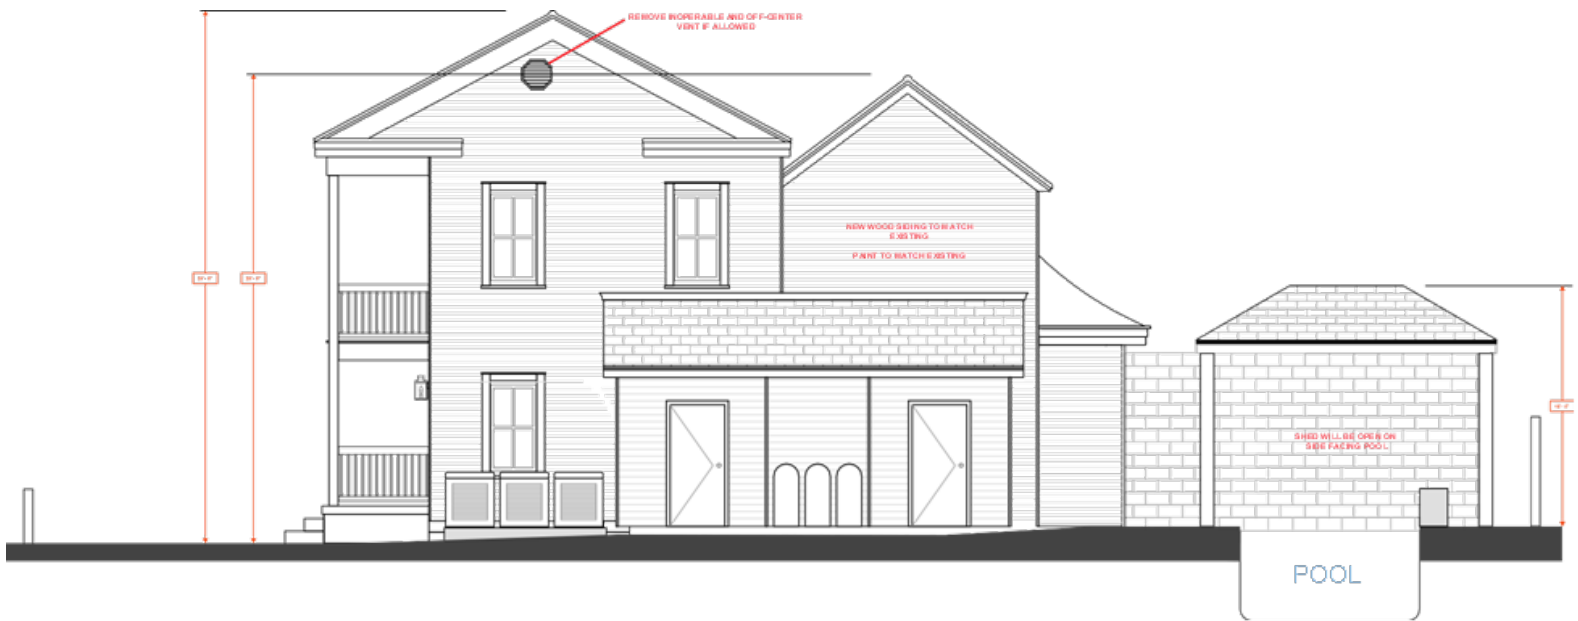 REMOVE INOPERABLE AND OFF-CENTER
VENT IF ALLOWED
NEW WOOD SIDING TO MATCH
EXISTING
PAINT TO MATCH EXISTING
SHED WILL BE OPEN ON
SIDE FACING POOL
POOL